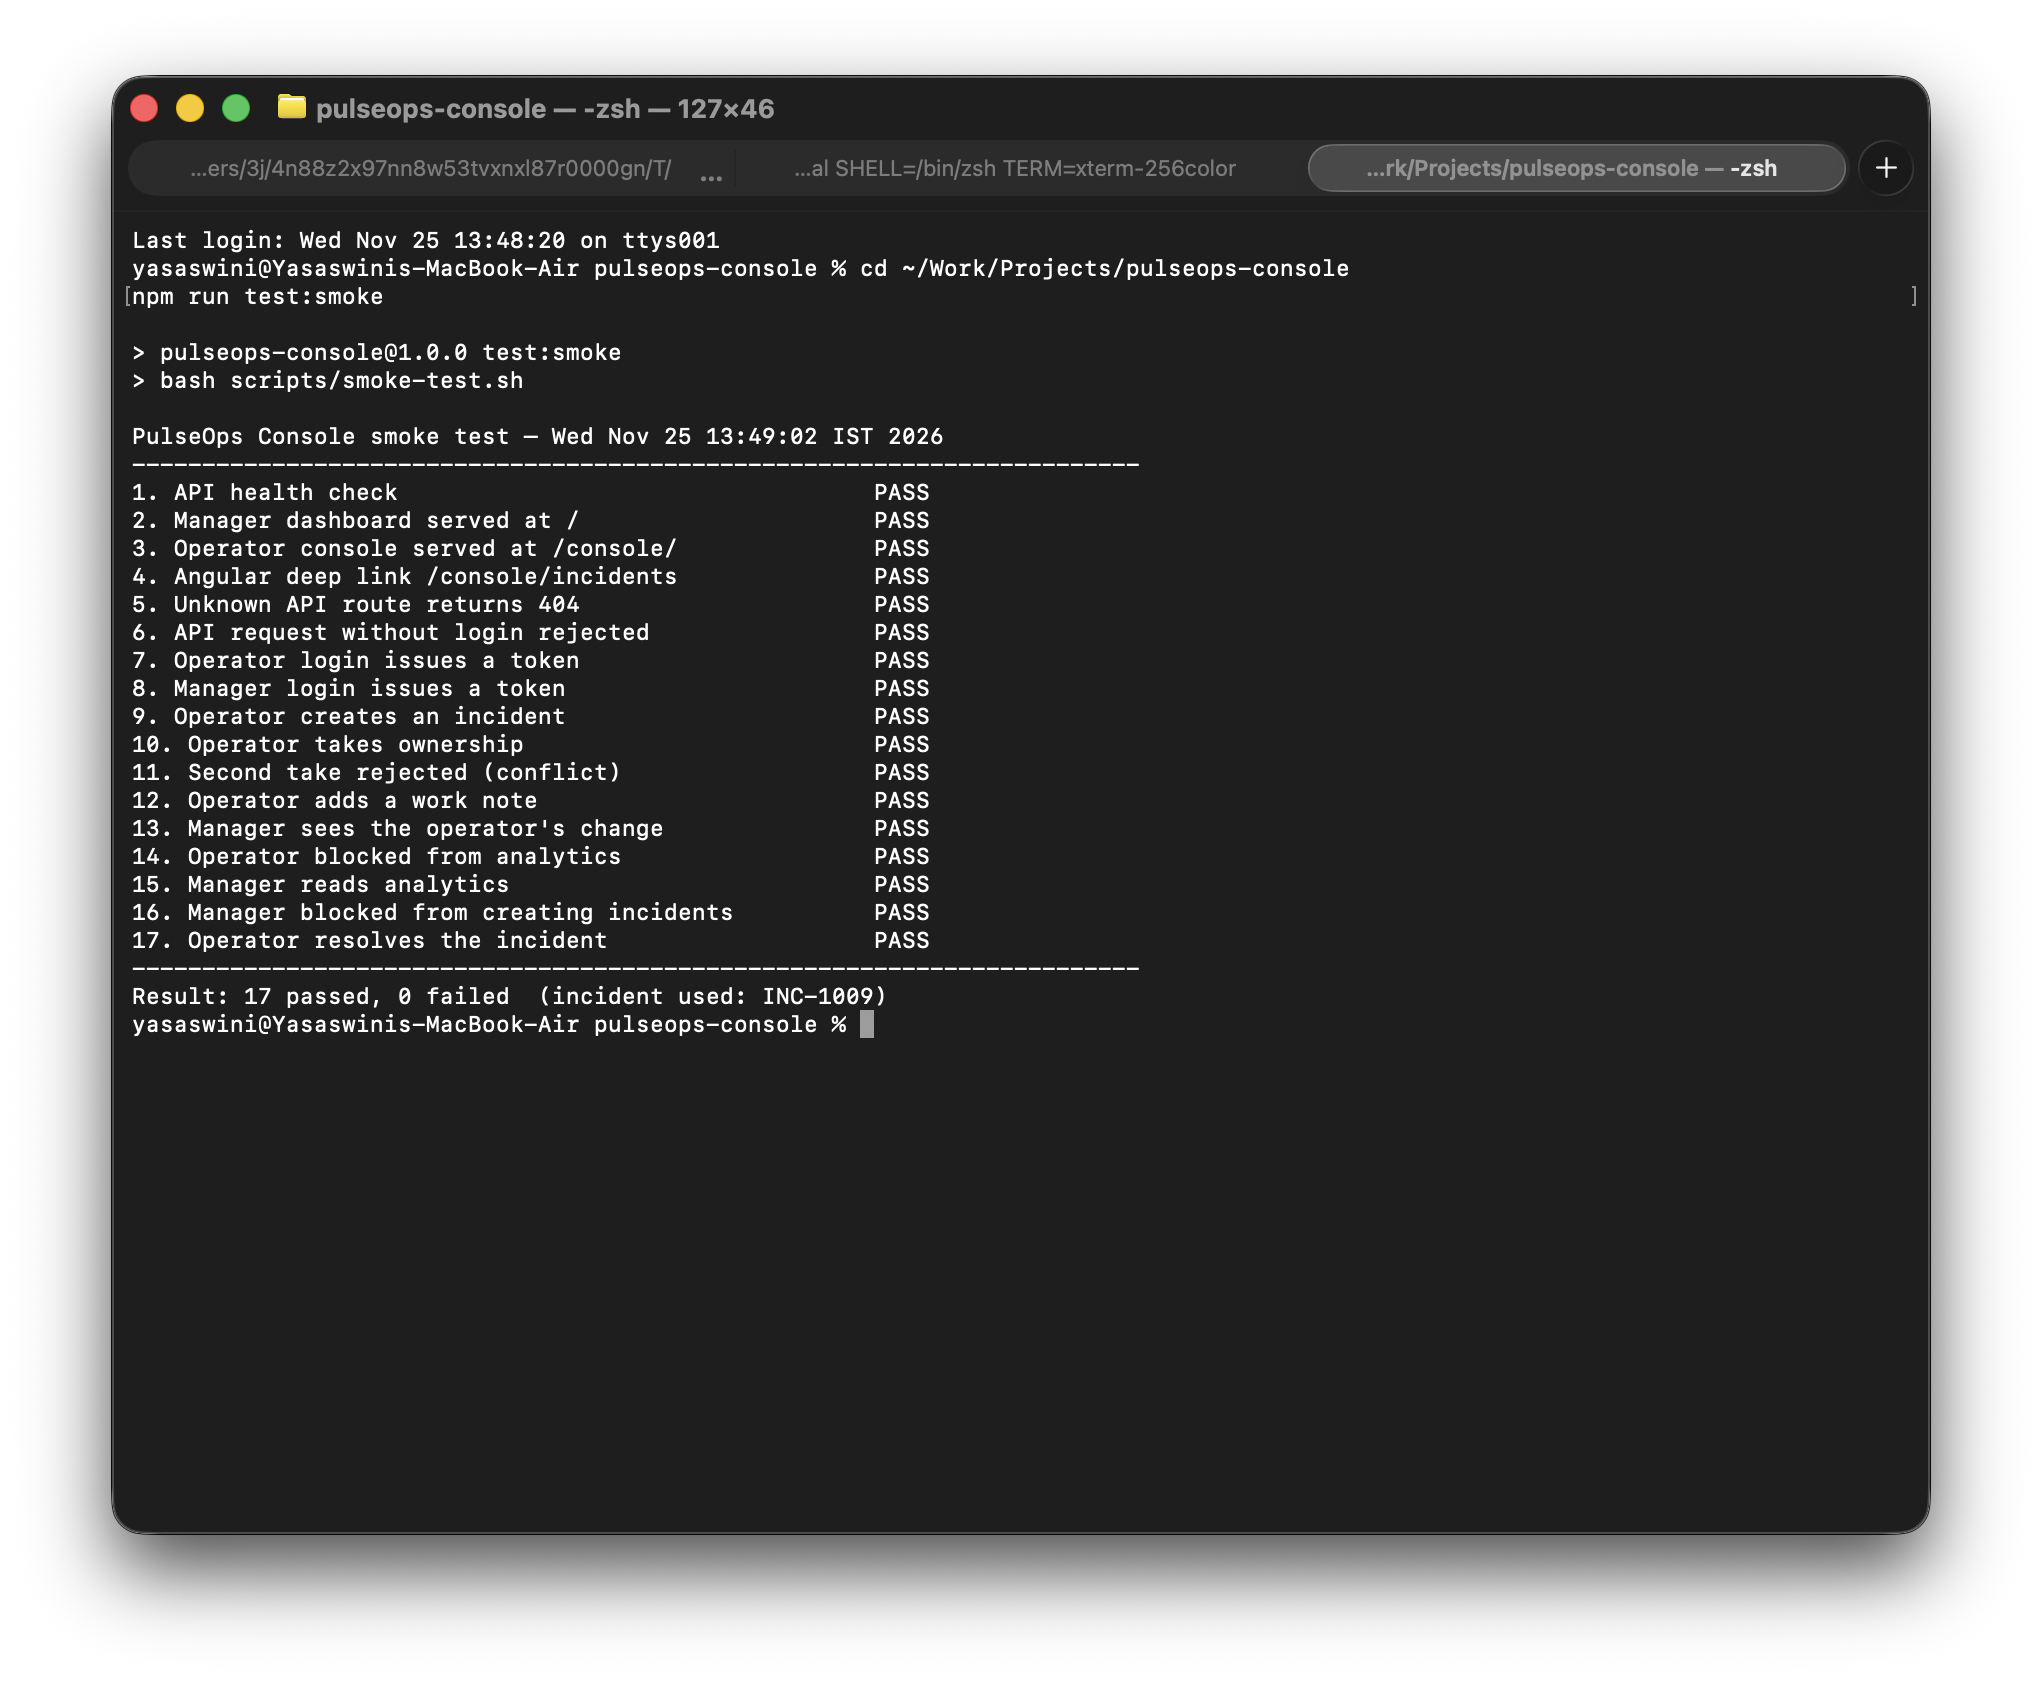 pulseops-console — -zsh — 127×46
...ers/3j/4n88z2x97nn8w53tvxnxl87r0000gn/T/ ...
...al SHELL=/bin/zsh TERM=xterm-256color
...rk/Projects/pulseops-console — -zsh
+
Last login: Wed Nov 25 13:48:20 on ttys001
yasaswini@Yasaswinis-MacBook-Air pulseops-console % cd ~/Work/Projects/pulseops-console
[npm run test:smoke ]
> pulseops-console@1.0.0 test:smoke
> bash scripts/smoke-test.sh
PulseOps Console smoke test — Wed Nov 25 13:49:02 IST 2026
------------------------------------------------------------------------
1. API health check PASS
2. Manager dashboard served at / PASS
3. Operator console served at /console/ PASS
4. Angular deep link /console/incidents PASS
5. Unknown API route returns 404 PASS
6. API request without login rejected PASS
7. Operator login issues a token PASS
8. Manager login issues a token PASS
9. Operator creates an incident PASS
10. Operator takes ownership PASS
11. Second take rejected (conflict) PASS
12. Operator adds a work note PASS
13. Manager sees the operator's change PASS
14. Operator blocked from analytics PASS
15. Manager reads analytics PASS
16. Manager blocked from creating incidents PASS
17. Operator resolves the incident PASS
------------------------------------------------------------------------
Result: 17 passed, 0 failed (incident used: INC-1009)
yasaswini@Yasaswinis-MacBook-Air pulseops-console %